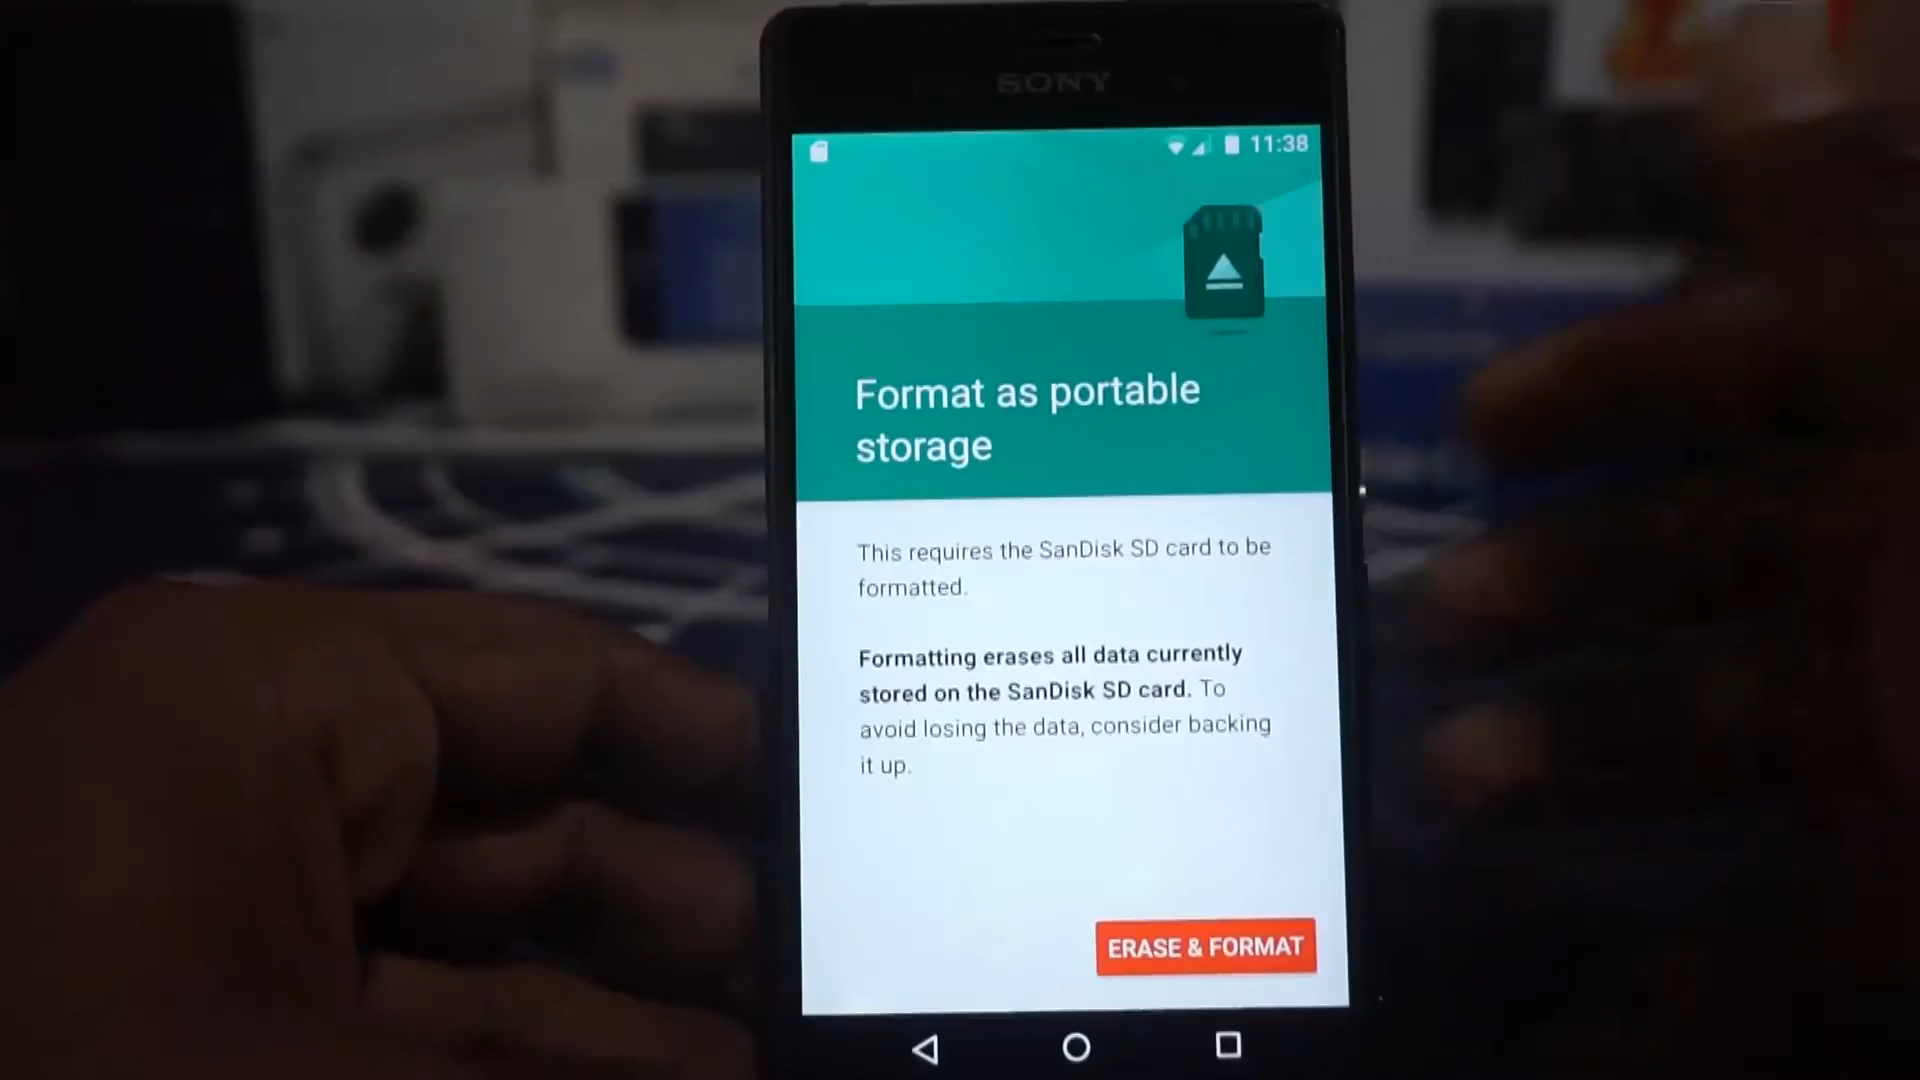 SONY
11:38
Format as portable
storage
This requires the SanDisk SD card to be
formatted.
Formatting erases all data currently
stored on the SanDisk SD card. To
avoid losing the data, consider backing
it up.
ERASE & FORMAT